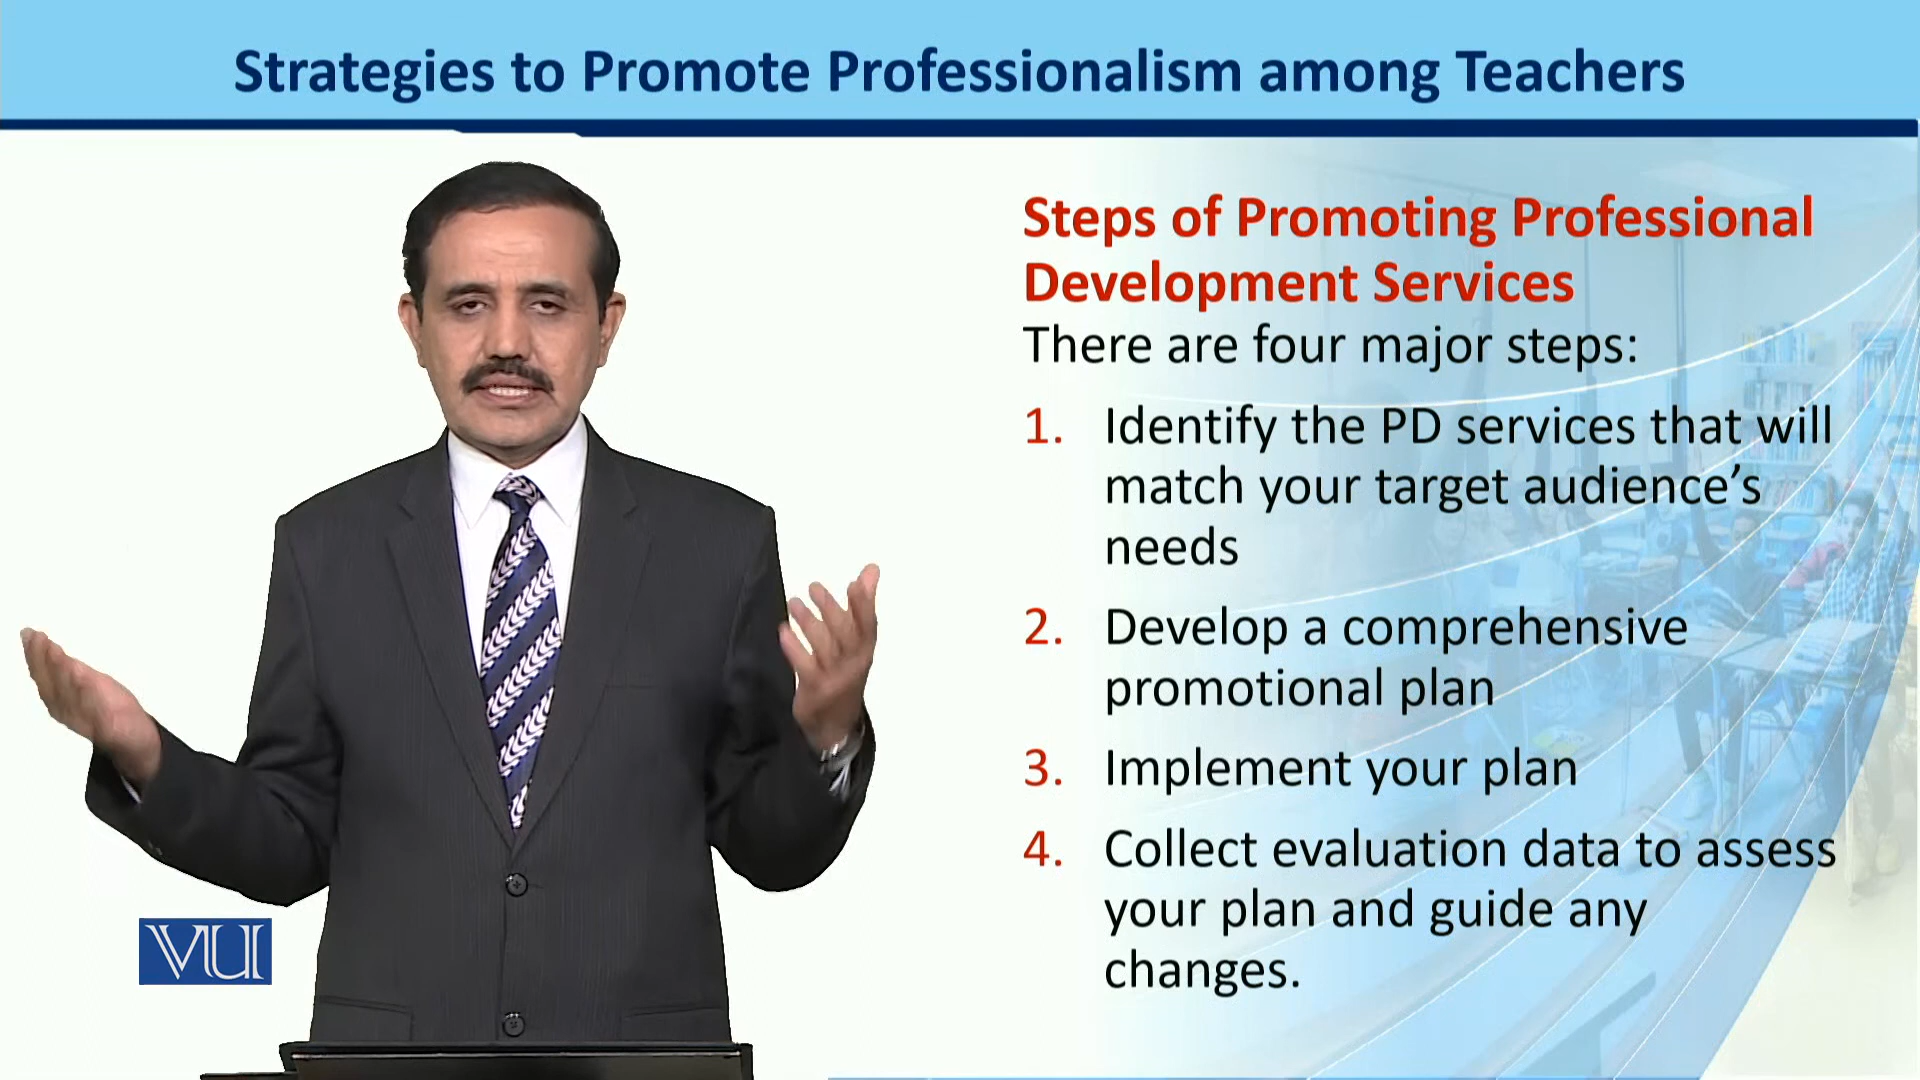 Strategies to Promote Professionalism among Teachers
Steps of Promoting Professional
Development Services
There are four major steps:
1. Identify the PD services that will
match your target audience's
needs
2. Develop a comprehensive
promotional plan
3. Implement your plan
4. Collect evaluation data to assess
your plan and guide any
changes.
VU